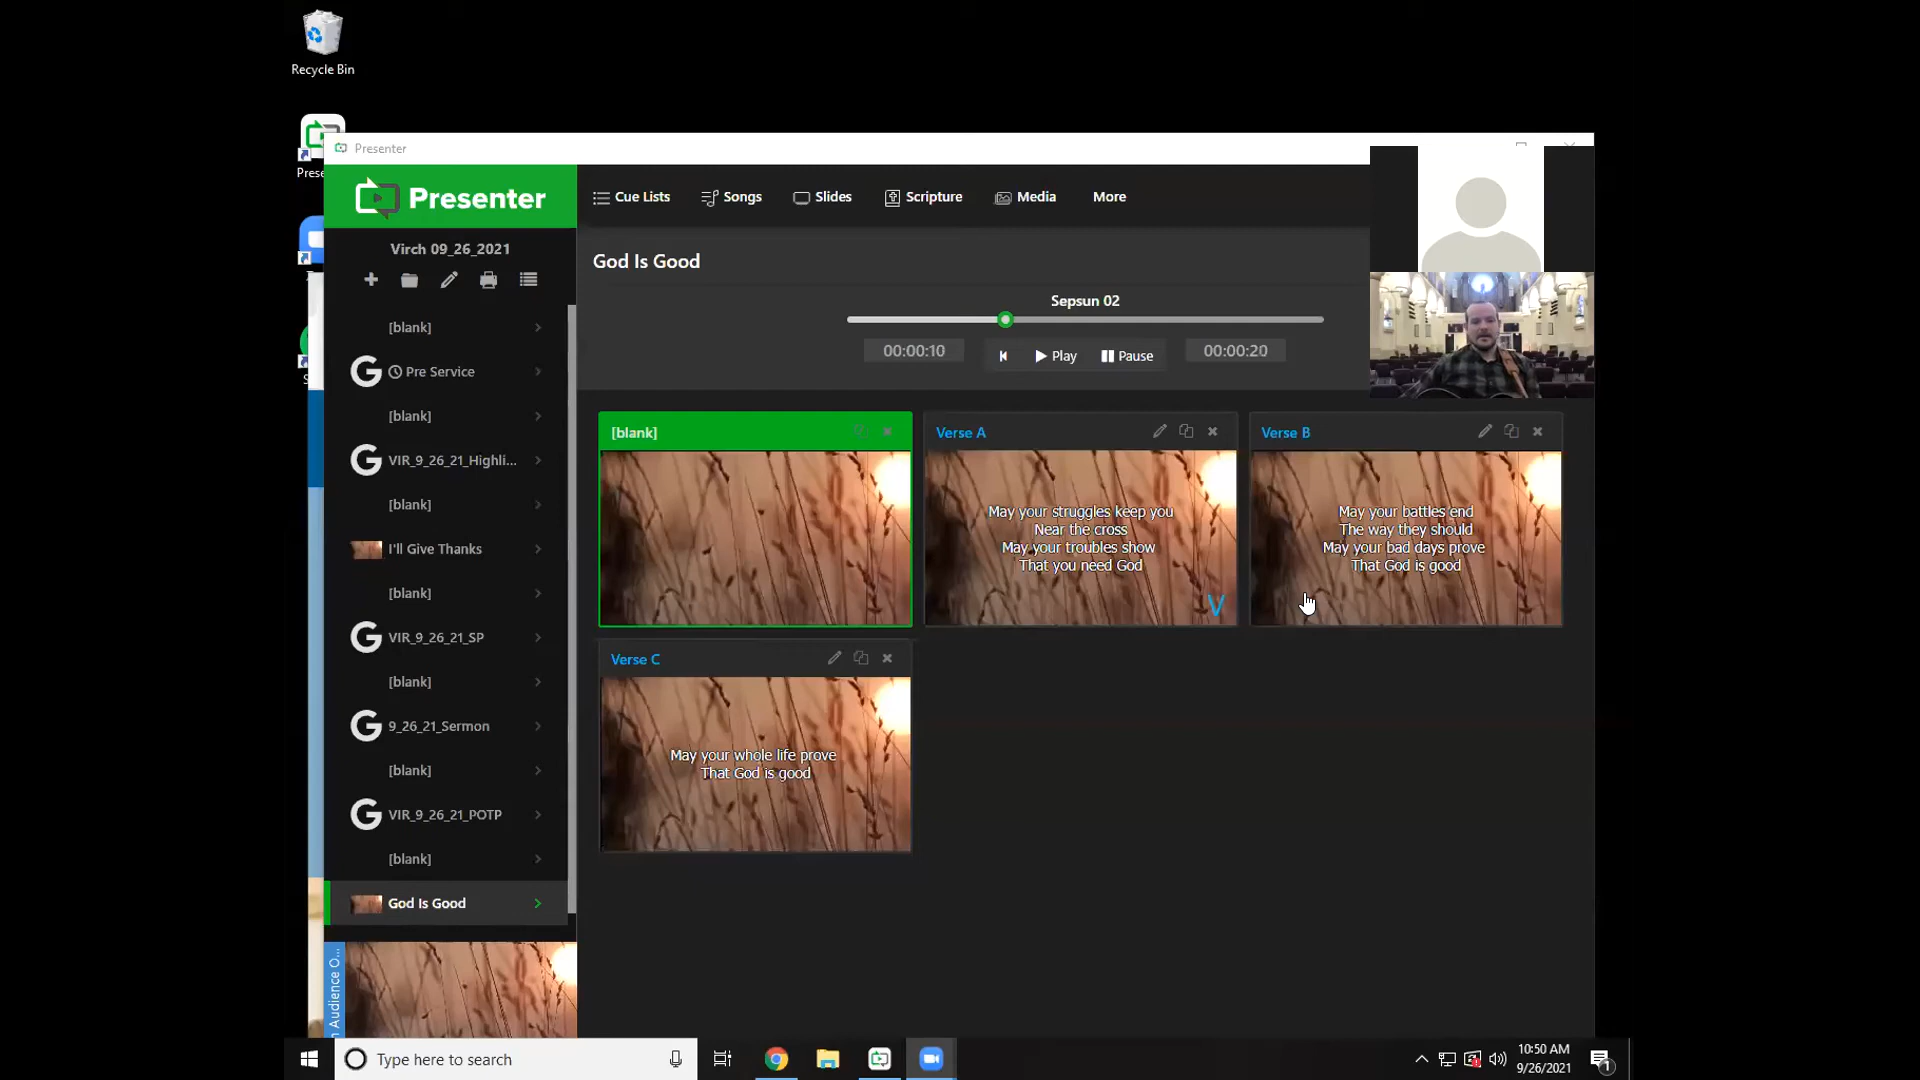 Recycle Bin
Prese
Presenter
Presenter
Cue Lists
Songs
Slides
Scripture
Media
More
Virch 09_26_2021
[blank]
G Pre Service
[blank]
G VIR_9_26_21_Highli...
[blank]
I'll Give Thanks
[blank]
G VIR_9_26_21_SP
[blank]
G 9_26_21_Sermon
[blank]
G VIR_9_26_21_POTP
[blank]
God Is Good
God Is Good
Sepsun 02
00:00:10
Play
Pause
00:00:20
[blank]
Verse A
May your struggles keep you
Near the cross
May your troubles show
That you need God
V
Verse B
May your battles end
The way they should
May your bad days prove
That God is good
Verse C
May your whole life prove
That God is good
n Audience O...
Type here to search
10:50 AM
9/26/2021
1